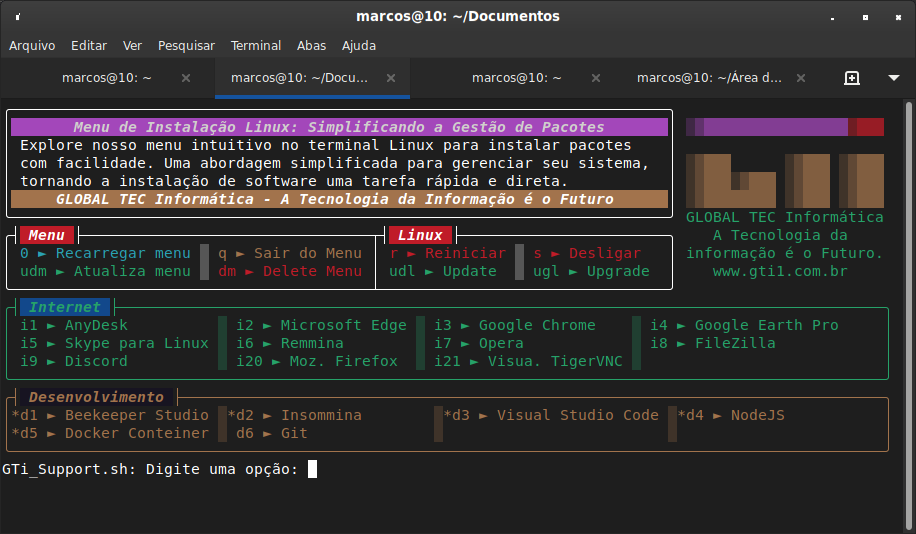 marcos@10: ~/Documentos
Arquivo Editar Ver Pesquisar Terminal Abas Ajuda
marcos@10: ~ × marcos@10: ~/Docu... × marcos@10: ~ × marcos@10: ~/Área d... ×
Menu de Instalação Linux: Simplificando a Gestão de Pacotes
Explore nosso menu intuitivo no terminal Linux para instalar pacotes
com facilidade. Uma abordagem simplificada para gerenciar seu sistema,
tornando a instalação de software uma tarefa rápida e direta.
GLOBAL TEC Informática - A Tecnologia da Informação é o Futuro
GLOBAL TEC Informática
A Tecnologia da
informação é o Futuro.
www.gti1.com.br
Menu
0 ► Recarregar menu q ► Sair do Menu
udm ► Atualiza menu dm ► Delete Menu
Linux
r ► Reiniciar s ► Desligar
udl ► Update ugl ► Upgrade
Internet
i1 ► AnyDesk i2 ► Microsoft Edge i3 ► Google Chrome i4 ► Google Earth Pro
i5 ► Skype para Linux i6 ► Remmina i7 ► Opera i8 ► FileZilla
i9 ► Discord i20 ► Moz. Firefox i21 ► Visua. TigerVNC
Desenvolvimento
*d1 ► Beekeeper Studio *d2 ► Insommina *d3 ► Visual Studio Code *d4 ► NodeJS
*d5 ► Docker Conteiner d6 ► Git
GTi_Support.sh: Digite uma opção: